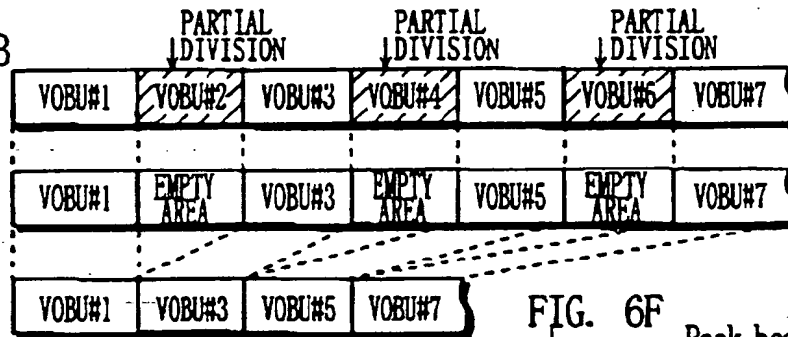 PARTIAL DIVISION PARTIAL DIVISION PARTIAL DIVISION
VOBU#1 VOBU#2 VOBU#3 VOBU#4 VOBU#5 VOBU#6 VOBU#7
VOBU#1 EMPTY AREA VOBU#3 EMPTY AREA VOBU#5 EMPTY AREA VOBU#7
VOBU#1 VOBU#3 VOBU#5 VOBU#7
FIG. 6F